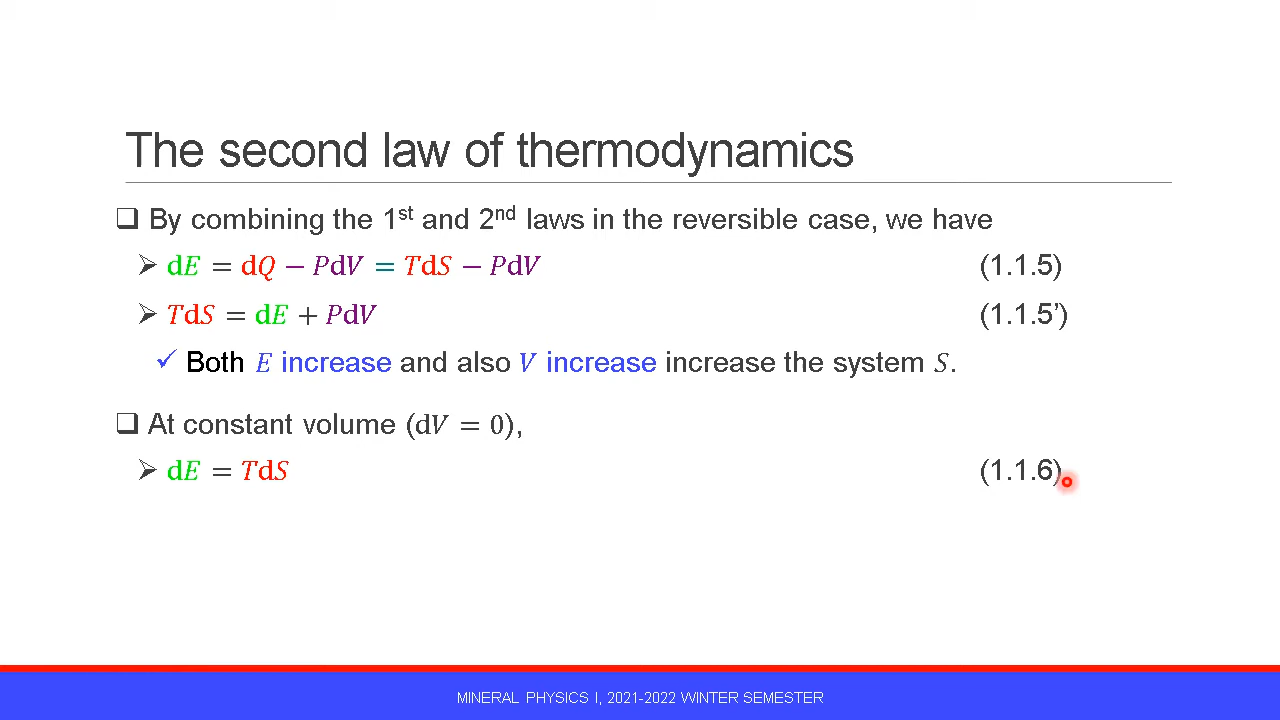 The second law of thermodynamics
❑ By combining the 1st and 2nd laws in the reversible case, we have
➢ dE = dQ − PdV = TdS − PdV (1.1.5)
➢ TdS = dE + PdV (1.1.5’)
✓ Both E increase and also V increase increase the system S.
❑ At constant volume (dV = 0),
➢ dE = TdS (1.1.6)
MINERAL PHYSICS I, 2021-2022 WINTER SEMESTER